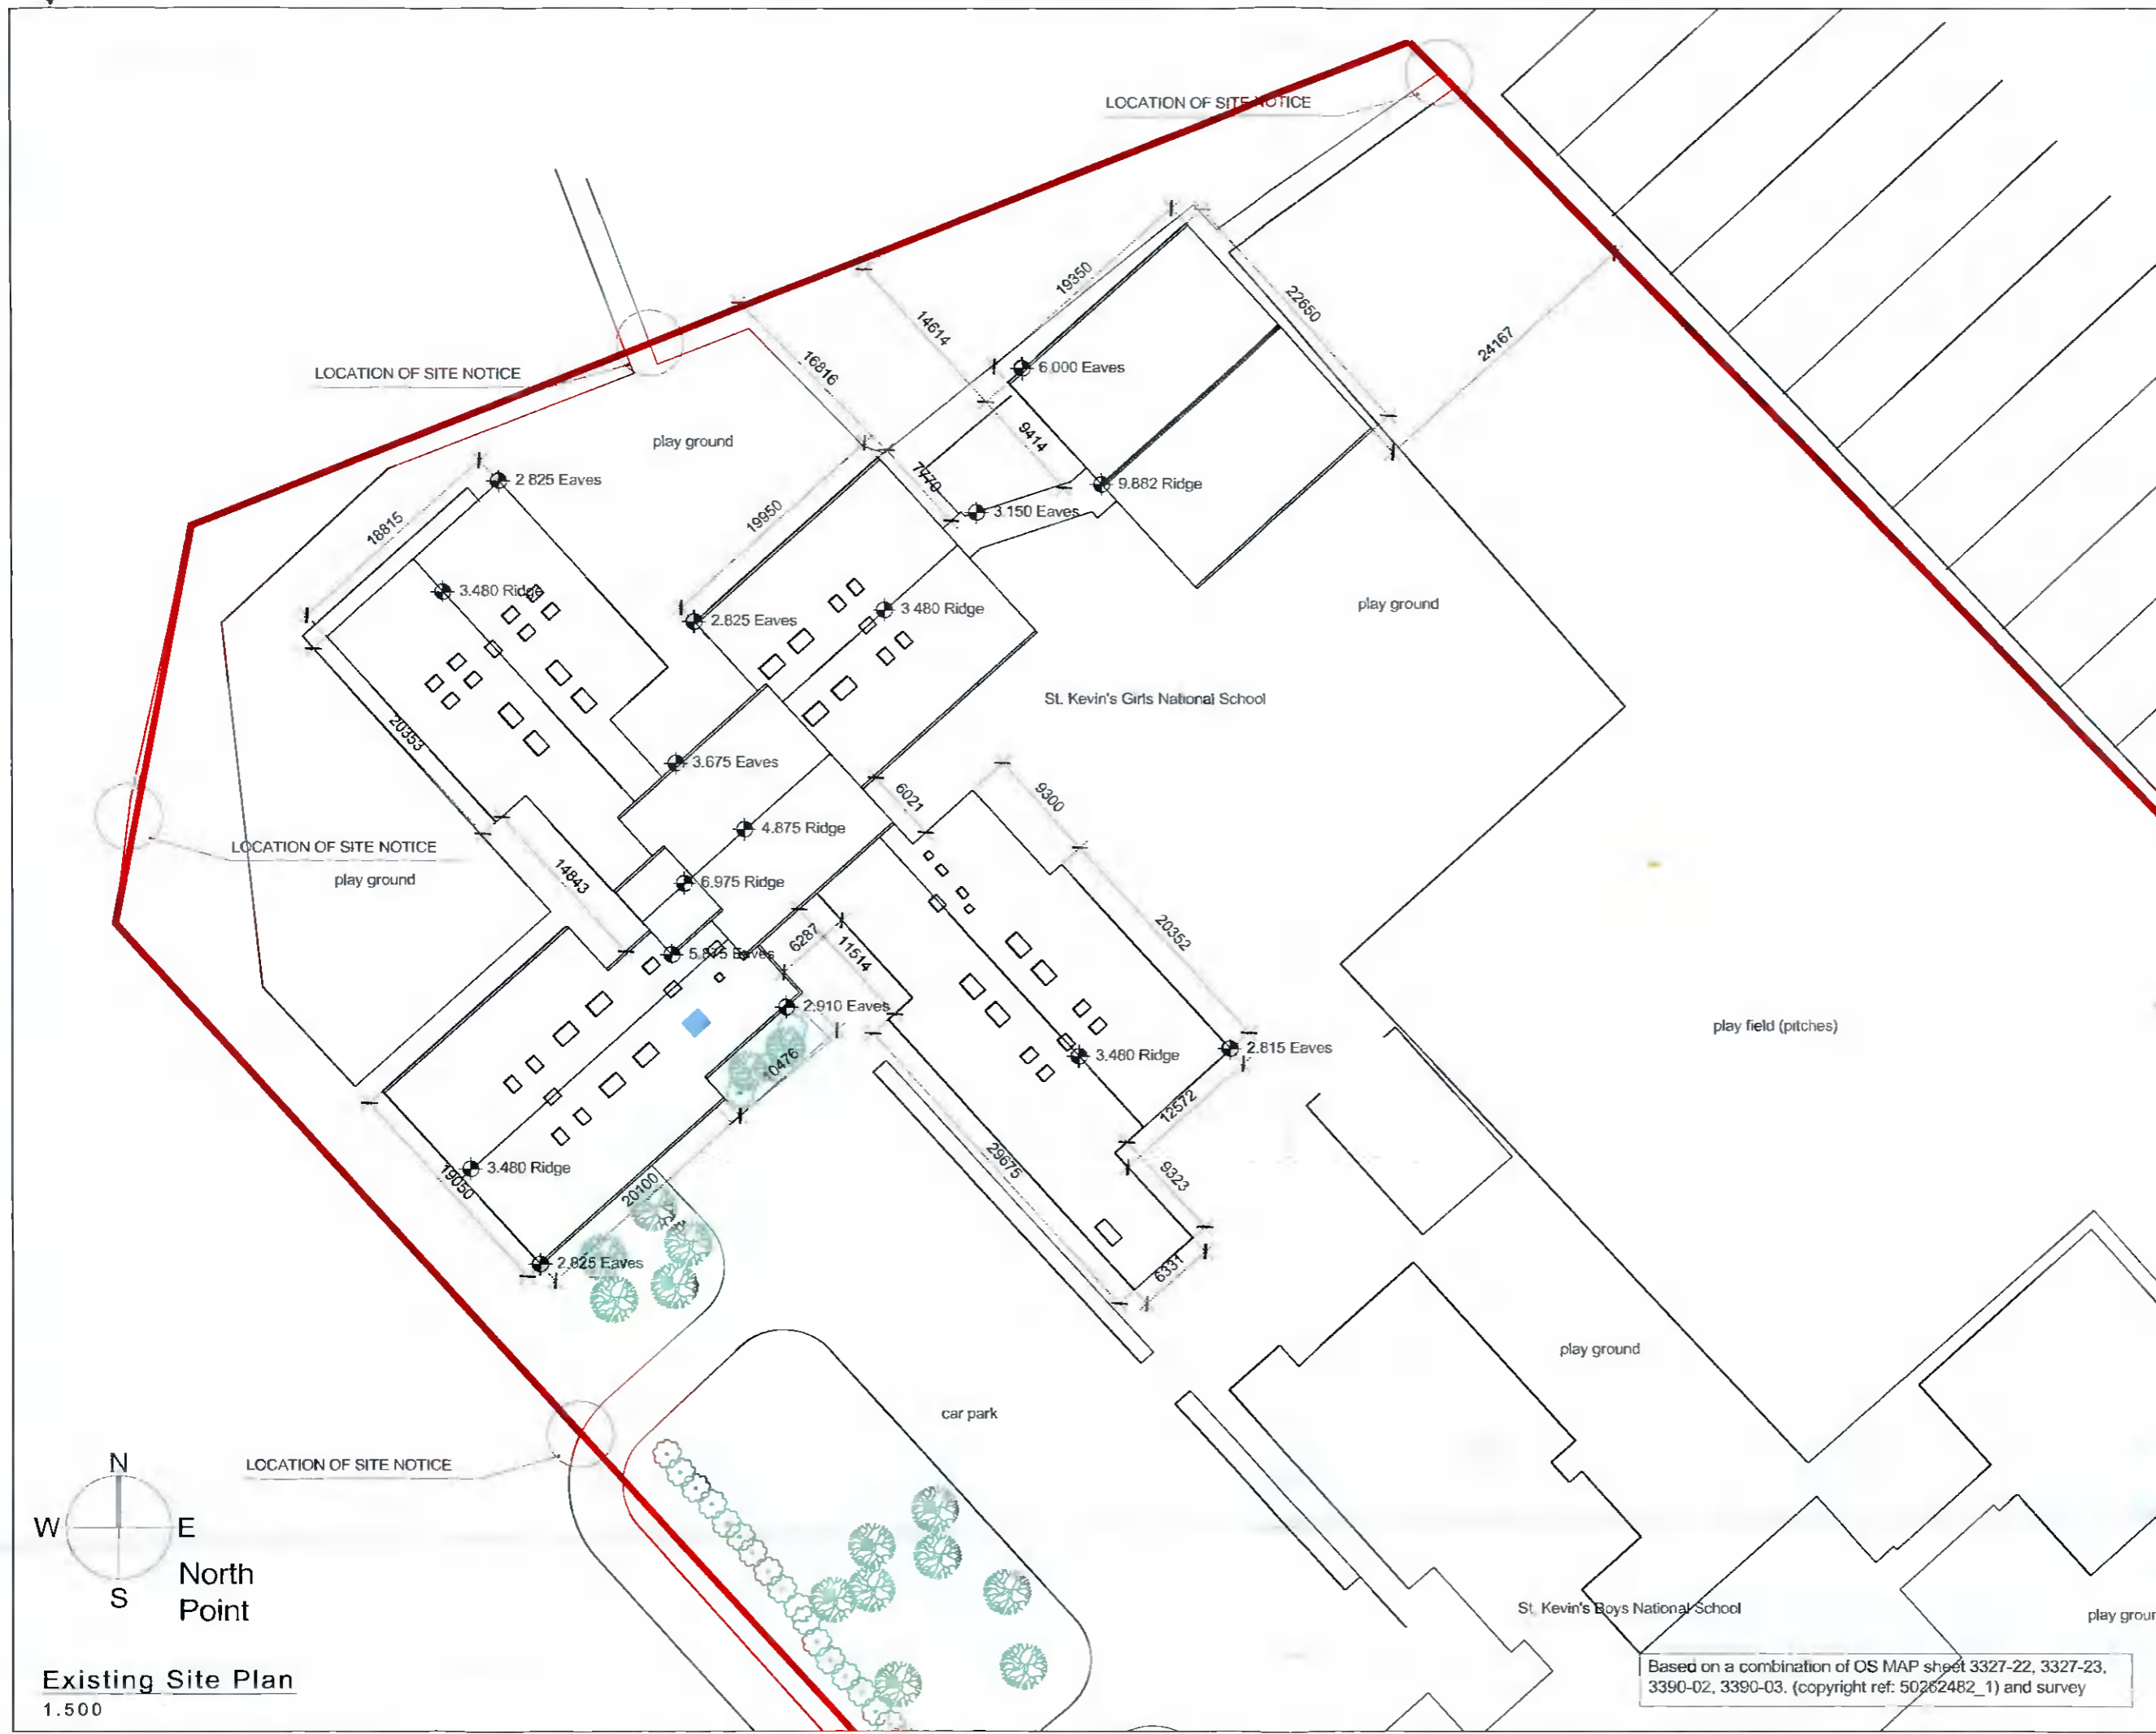 LOCATION OF SITE NOTICE
19350
22650
14614
24167
16816
LOCATION OF SITE NOTICE
6.000 Eaves
play ground
9414
7770
2.825 Eaves
9.882 Ridge
3.150 Eaves
19950
18815
3.480 Ridge
3.480 Ridge
play ground
2.825 Eaves
St. Kevin's Girls National School
20353
3.675 Eaves
6021
9300
4.875 Ridge
LOCATION OF SITE NOTICE
play ground
14843
6.975 Ridge
20352
6287
11514
5.875 Eaves
2.910 Eaves
play field (pitches)
3.480 Ridge
2.815 Eaves
10476
12572
29675
9323
3.480 Ridge
19050
20100
2.825 Eaves
6331
play ground
car park
LOCATION OF SITE NOTICE
N
W
E
S
North
Point
St. Kevin's Boys National School
play groun
Existing Site Plan
1.500
Based on a combination of OS MAP sheet 3327-22, 3327-23,
3390-02, 3390-03. (copyright ref: 50262482_1) and survey